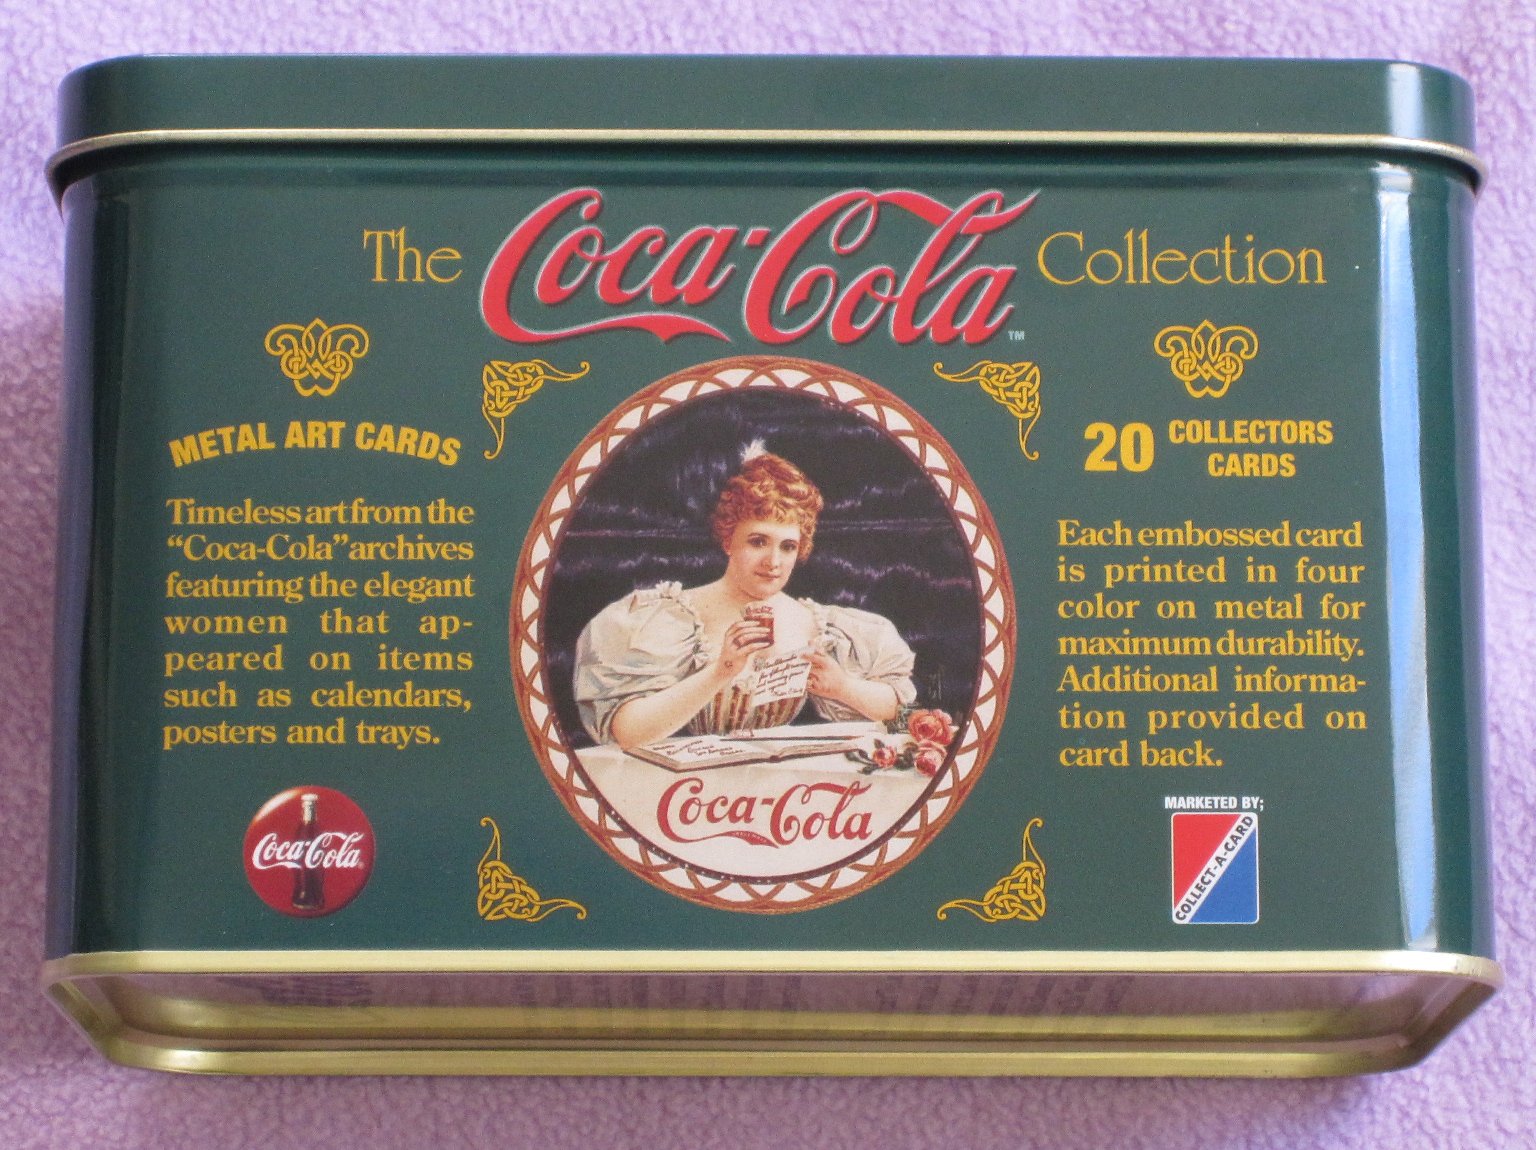 The Coca-Cola Collection
TM
METAL ART CARDS
Timeless art from the
“Coca-Cola” archives
featuring the elegant
women that ap-
peared on items
such as calendars,
posters and trays.
Coca-Cola
Coca-Cola
20 COLLECTORS
CARDS
Each embossed card
is printed in four
color on metal for
maximum durability.
Additional informa-
tion provided on
card back.
MARKETED BY;
COLLECT-A-CARD